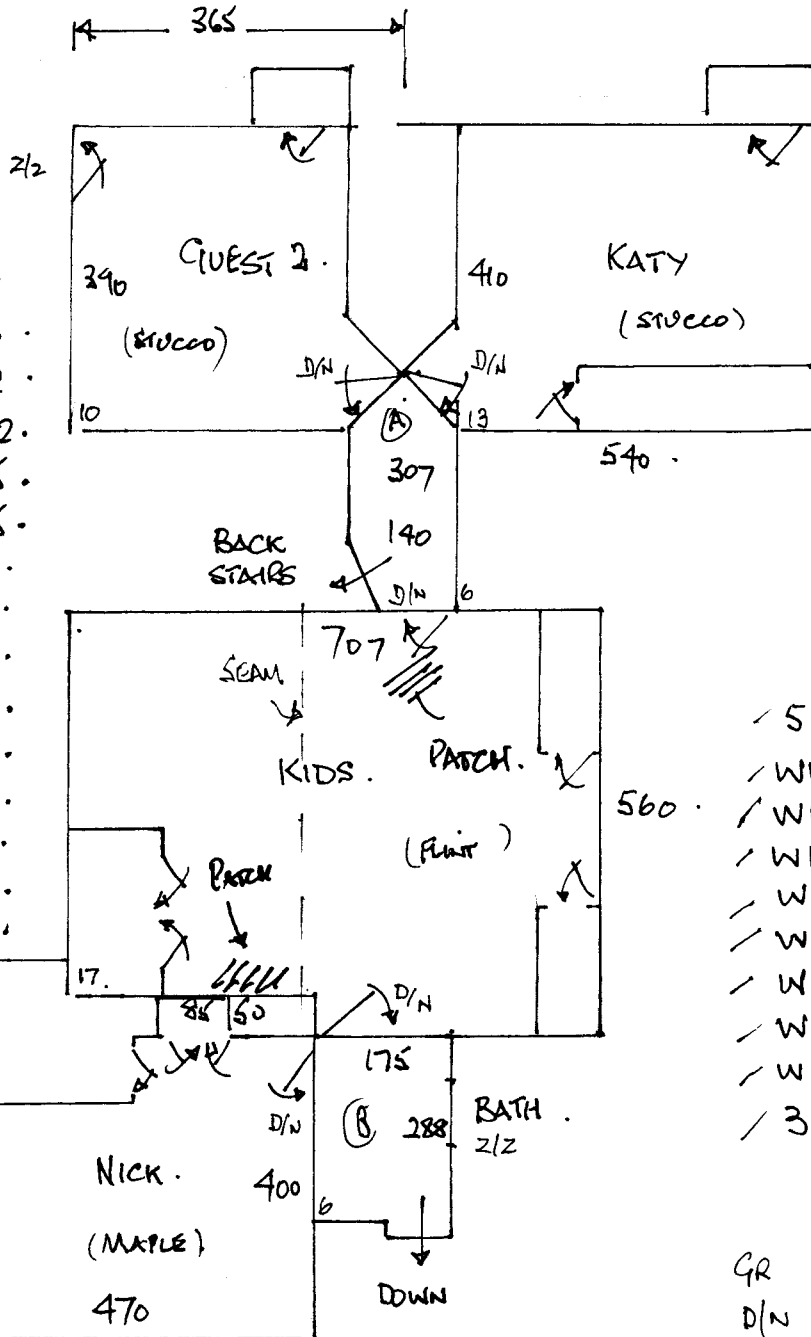 365
2/2
GUEST 2.
KATY
390
410
(STUCCO)
(STUCCO)
D/N
D/N
10
A
13
2.
307
540.
140
BACK
STAIRS
D/N
6
707
SEAM
KIDS.
PATCH.
560.
(FLINT)
PATCH
17.
85
50
D/N
175
D/N
B
288
BATH.
2/2
NICK.
400
6
(MAPLE)
DOWN
470
5
W
W
W
W
W
W
W
W
3
GR
D/N